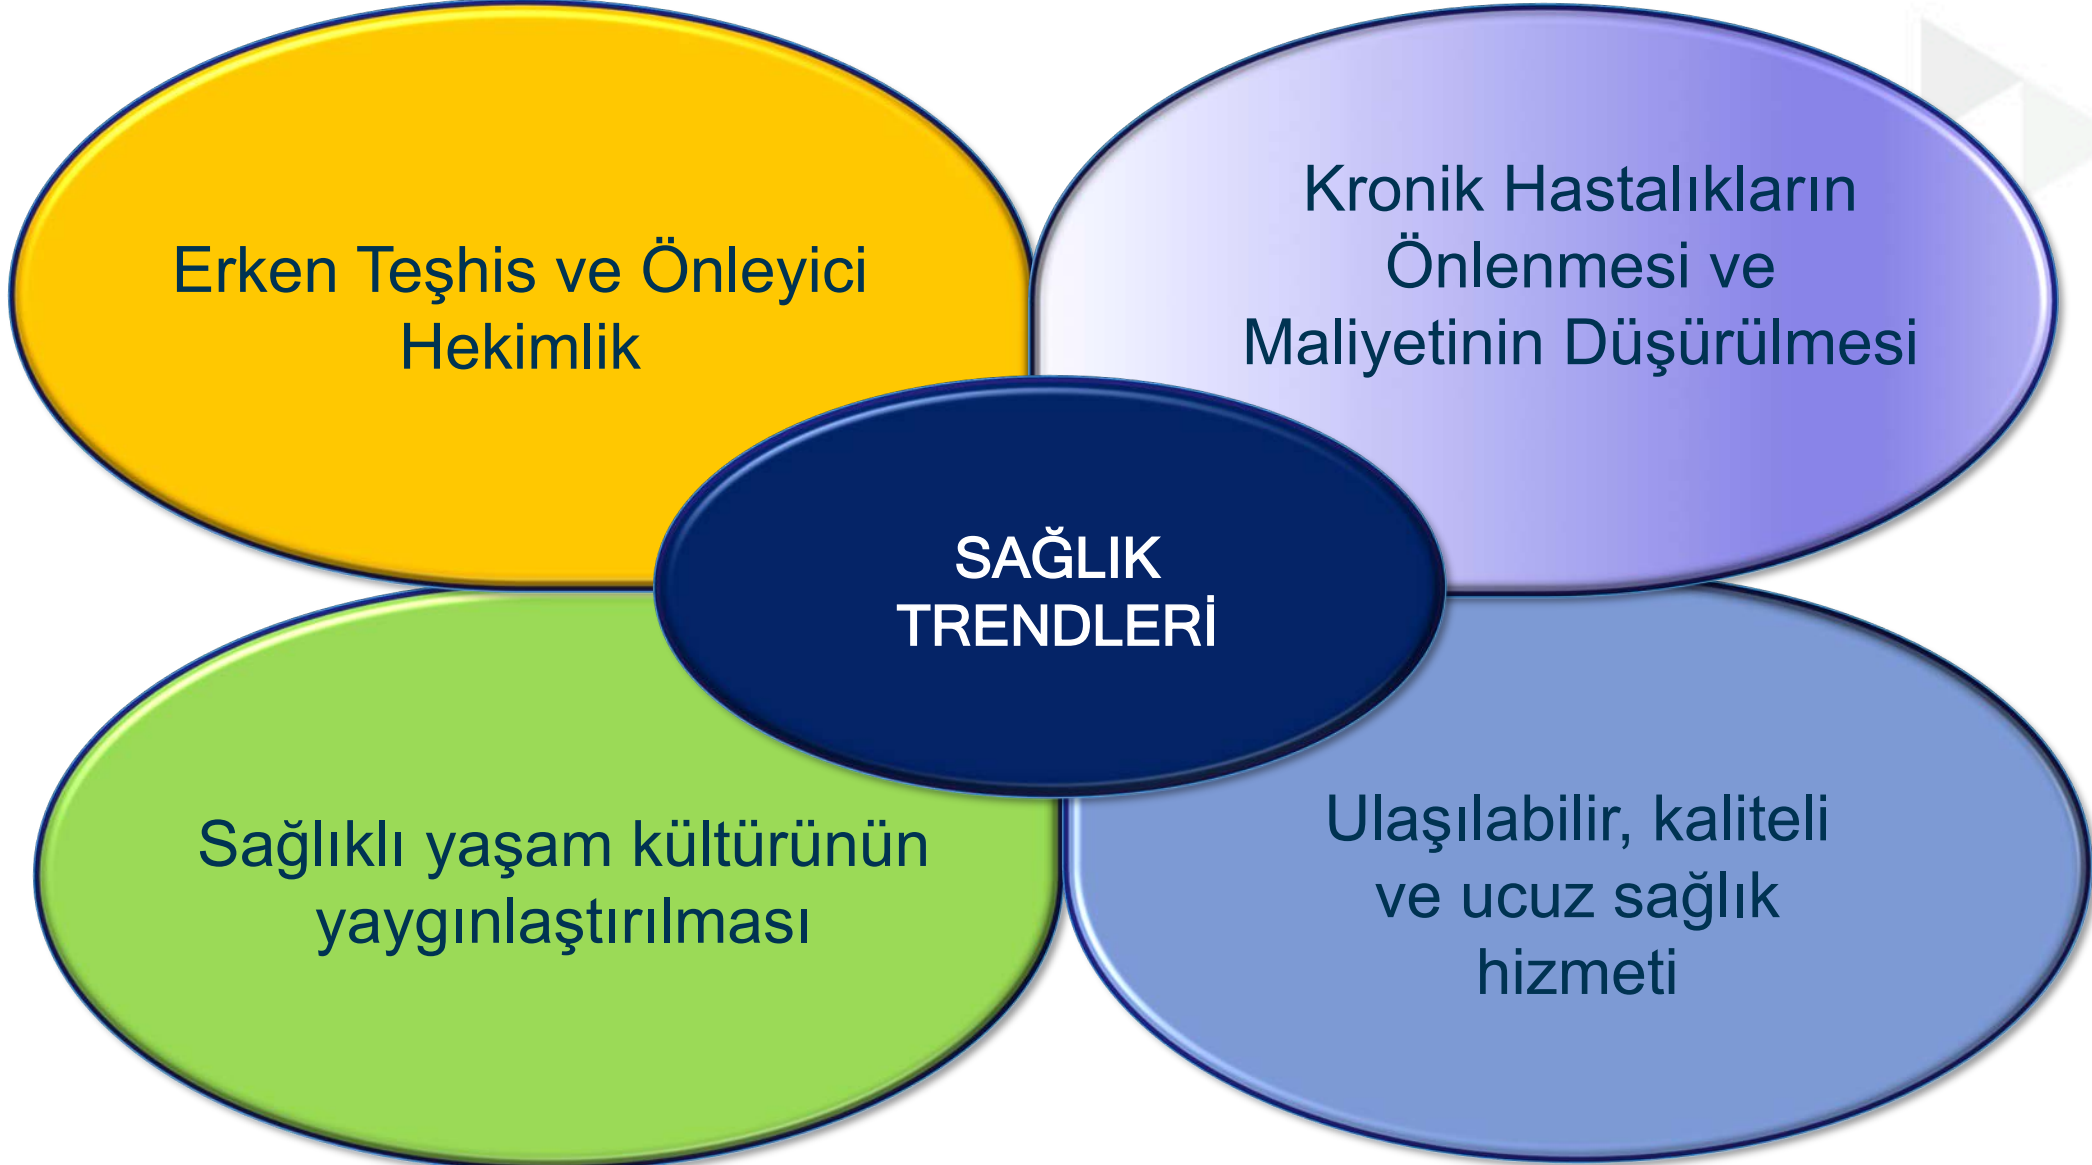 Erken Teşhis ve Önleyici
Hekimlik
Kronik Hastalıkların
Önlenmesi ve
Maliyetinin Düşürülmesi
SAĞLIK
TRENDLERİ
Sağlıklı yaşam kültürünün
yaygınlaştırılması
Ulaşılabilir, kaliteli
ve ucuz sağlık
hizmeti